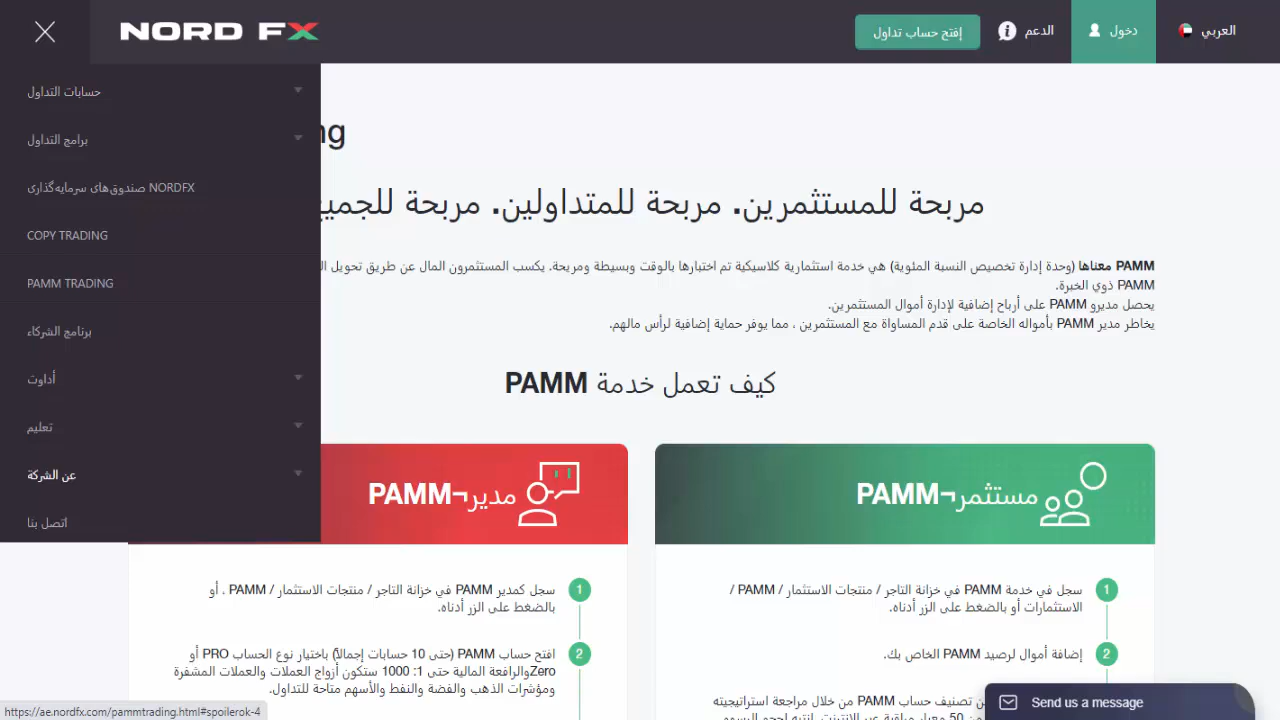 NORD FX
إفتح حساب تداول
الدعم
دخول
العربي
حسابات التداول
برامج التداول
صندوق‌های سرمایه‌گذاری NORDFX
COPY TRADING
PAMM TRADING
برنامج الشركاء
أداوت
تعليم
عن الشركة
اتصل بنا
ng
مربحة للمستثمرين. مربحة للمتداولين. مربحة للجميع
PAMM معناها (وحدة إدارة تخصيص النسبة المئوية) هي خدمة استثمارية كلاسيكية تم اختبارها بالوقت وبسيطة ومريحة. يكسب المستثمرون المال عن طريق تحويل
PAMM ذوي الخبرة.
يحصل مديرو PAMM على أرباح إضافية لإدارة أموال المستثمرين.
يخاطر مدير PAMM بأمواله الخاصة على قدم المساواة مع المستثمرين ، مما يوفر حماية إضافية لرأس مالهم.
كيف تعمل خدمة PAMM
مستثمر¬PAMM
1
سجل في خدمة PAMM في خزانة التاجر / منتجات الاستثمار / PAMM /
الاستثمارات أو بالضغط على الزر أدناه.
2
إضافة أموال لرصيد PAMM الخاص بك.
تصنيف حساب PAMM من خلال مراجعة استراتيجيته
مدير¬PAMM
1
سجل كمدير PAMM في خزانة التاجر / منتجات الاستثمار / PAMM . أو
بالضغط على الزر أدناه.
2
افتح حساب PAMM (حتى 10 حسابات إجمالاً) باختيار نوع الحساب PRO أو
Zeroوالرافعة المالية حتى 1: 1000 ستكون أزواج العملات والعملات المشفرة
ومؤشرات الذهب والفضة والنفط والأسهم متاحة للتداول.
Send us a message
https://ae.nordfx.com/pammtrading.html#spoilerok-4